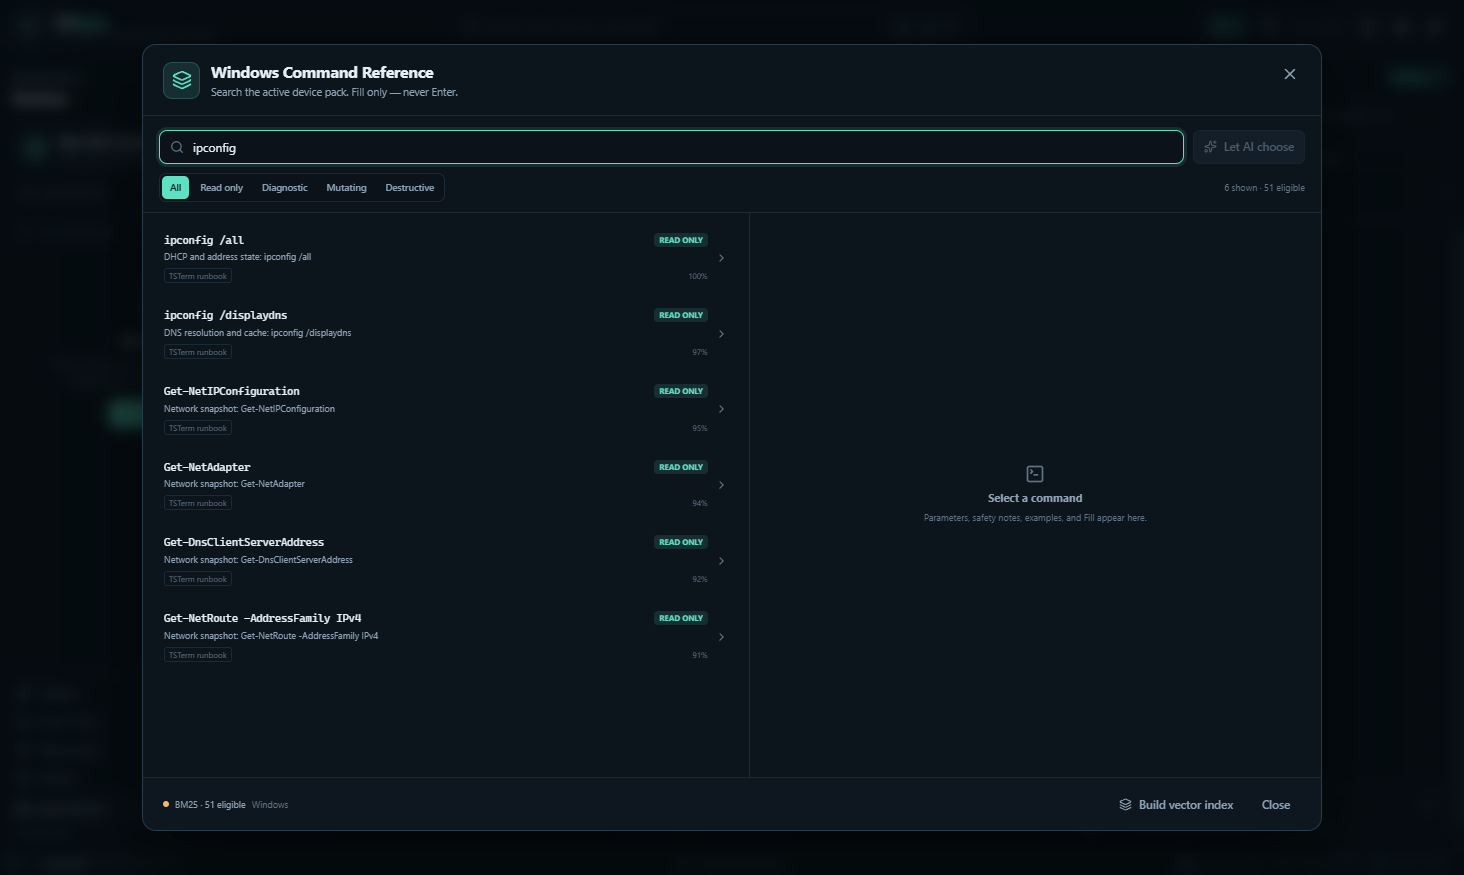 Windows Command Reference
Search the active device pack. Fill only — never Enter.
ipconfig
Let AI choose
All
Read only
Diagnostic
Mutating
Destructive
6 shown · 51 eligible
ipconfig /all
READ ONLY
DHCP and address state: ipconfig /all
TSTerm runbook
100%
ipconfig /displaydns
READ ONLY
DNS resolution and cache: ipconfig /displaydns
TSTerm runbook
97%
Get-NetIPConfiguration
READ ONLY
Network snapshot: Get-NetIPConfiguration
TSTerm runbook
95%
Get-NetAdapter
READ ONLY
Network snapshot: Get-NetAdapter
TSTerm runbook
94%
Get-DnsClientServerAddress
READ ONLY
Network snapshot: Get-DnsClientServerAddress
TSTerm runbook
92%
Get-NetRoute -AddressFamily IPv4
READ ONLY
Network snapshot: Get-NetRoute -AddressFamily IPv4
TSTerm runbook
91%
Select a command
Parameters, safety notes, examples, and Fill appear here.
BM25 · 51 eligible Windows
Build vector index
Close